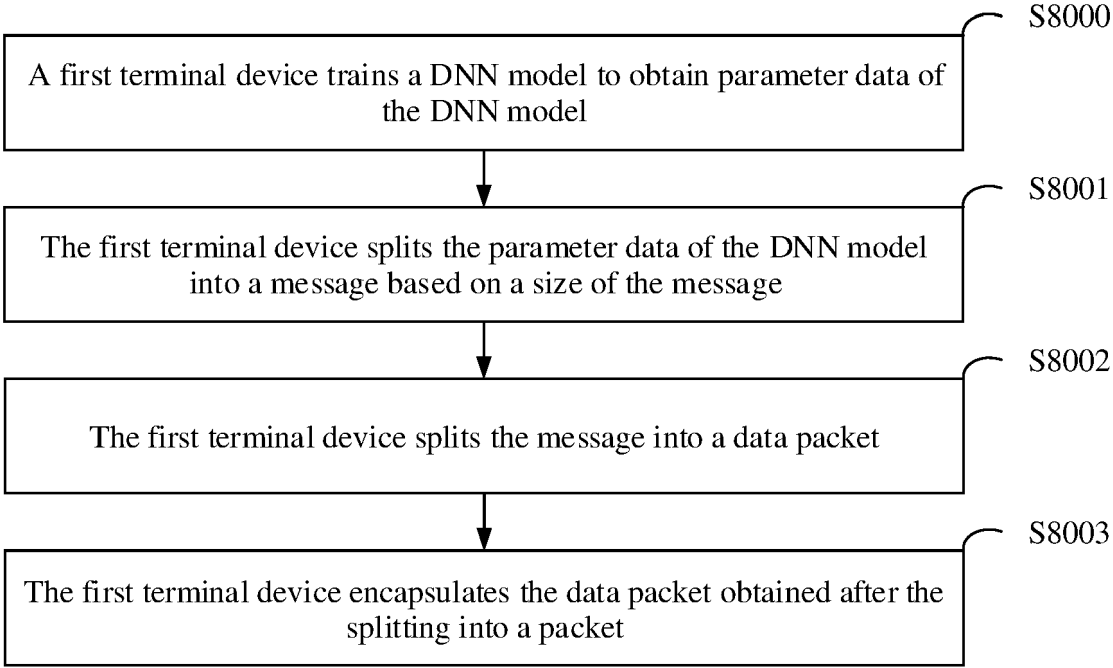 S8000
A first terminal device trains a DNN model to obtain parameter data of
the DNN model
S8001
The first terminal device splits the parameter data of the DNN model
into a message based on a size of the message
S8002
The first terminal device splits the message into a data packet
S8003
The first terminal device encapsulates the data packet obtained after the
splitting into a packet